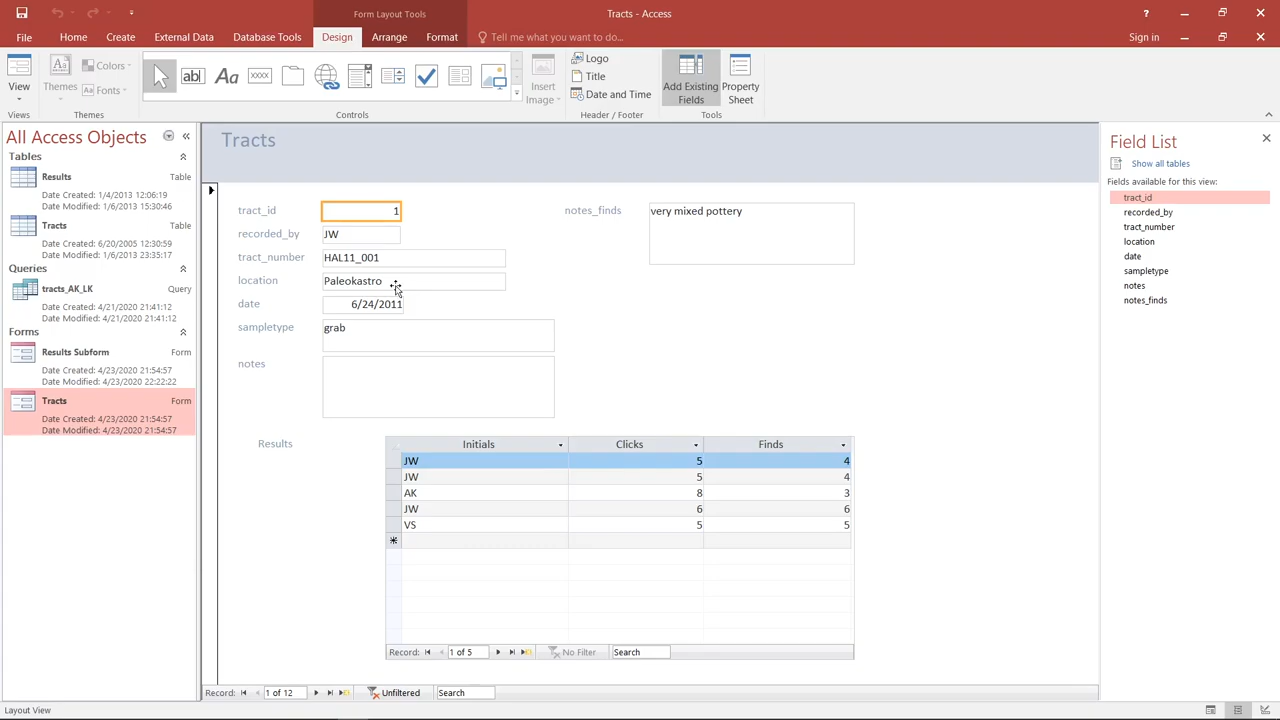 Form Layout Tools
Tracts - Access
?
File
Home
Create
External Data
Database Tools
Design
Arrange
Format
Tell me what you want to do...
Sign in
View
Themes
Aa
Colors
Fonts
ab
Aa
XXXX
Insert Image
Logo
Title
Date and Time
Add Existing Fields
Property Sheet
Views
Themes
Controls
Header / Footer
Tools
All Access Objects
Tables
Results Table
Date Created: 1/4/2013 12:06:19
Date Modified: 1/6/2013 15:30:46
Tracts Table
Date Created: 6/20/2005 12:30:59
Date Modified: 1/6/2013 23:35:17
Queries
tracts_AK_LK Query
Date Created: 4/21/2020 21:41:12
Date Modified: 4/21/2020 21:41:12
Forms
Results Subform Form
Date Created: 4/23/2020 21:54:57
Date Modified: 4/23/2020 22:22:22
Tracts Form
Date Created: 4/23/2020 21:54:57
Date Modified: 4/23/2020 21:54:57
Tracts
tract_id 1
recorded_by JW
tract_number HAL11_001
location Paleokastro
date 6/24/2011
sampletype grab
notes
notes_finds very mixed pottery
Results
Initials Clicks Finds
JW 5 4
JW 5 4
AK 8 3
JW 6 6
VS 5 5
Record: 1 of 5 No Filter Search
Record: 1 of 12 Unfiltered Search
Field List
Show all tables
Fields available for this view:
tract_id
recorded_by
tract_number
location
date
sampletype
notes
notes_finds
Layout View